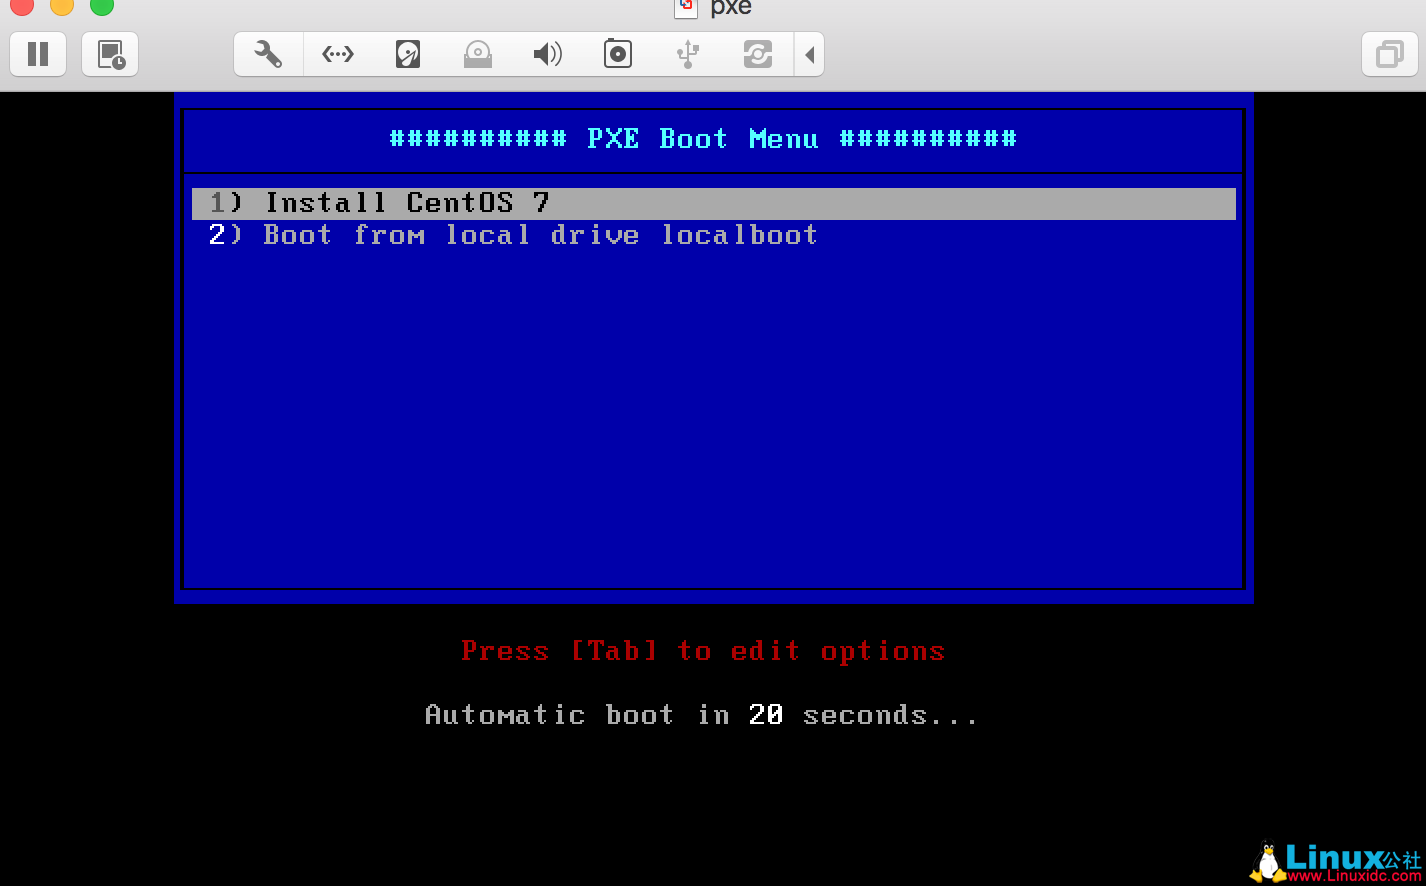 pxe
########## PXE Boot Menu ##########
1) Install CentOS 7
2) Boot from local drive localboot
Press [Tab] to edit options
Automatic boot in 20 seconds...
Linux公社
www.Linuxidc.com